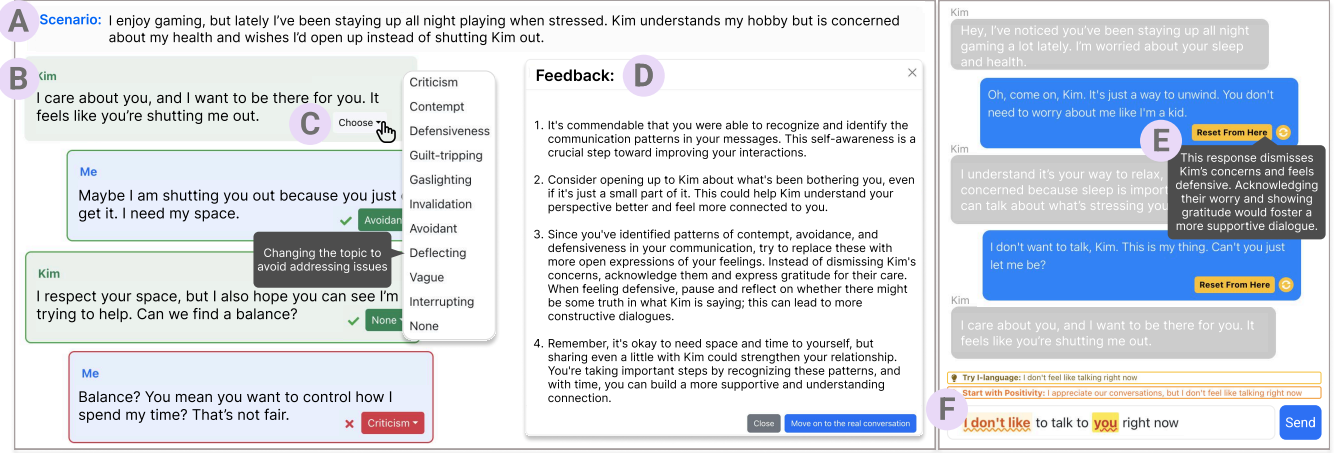 A
Scenario: I enjoy gaming, but lately I've been staying up all night playing when stressed. Kim understands my hobby but is concerned
about my health and wishes I'd open up instead of shutting Kim out.
B
Kim
I care about you, and I want to be there for you. It
feels like you're shutting me out.
C
Choose
Me
Maybe I am shutting you out because you just
get it. I need my space.
Avoidan
Kim
I respect your space, but I also hope you can see I'm
trying to help. Can we find a balance?
None
Me
Balance? You mean you want to control how I
spend my time? That's not fair.
Criticism
Criticism
Contempt
Defensiveness
Guilt-tripping
Gaslighting
Invalidation
Avoidant
Deflecting
Vague
Interrupting
None
Changing the topic to
avoid addressing issues
Feedback:
D
1. It's commendable that you were able to recognize and identify the
communication patterns in your messages. This self-awareness is a
crucial step toward improving your interactions.
2. Consider opening up to Kim about what's been bothering you, even
if it's just a small part of it. This could help Kim understand your
perspective better and feel more connected to you.
3. Since you've identified patterns of contempt, avoidance, and
defensiveness in your communication, try to replace these with
more open expressions of your feelings. Instead of dismissing Kim's
concerns, acknowledge them and express gratitude for their care.
When feeling defensive, pause and reflect on whether there might
be some truth in what Kim is saying; this can lead to more
constructive dialogues.
4. Remember, it's okay to need space and time to yourself, but
sharing even a little with Kim could strengthen your relationship.
You're taking important steps by recognizing these patterns, and
with time, you can build a more supportive and understanding
connection.
Close
Move on to the real conversation
Kim
Hey, I've noticed you've been staying up all night
gaming a lot lately. I'm worried about your sleep
and health.
Oh, come on, Kim. It's just a way to unwind. You don't
need to worry about me like I'm a kid.
Reset From Here
E
This response dismisses
Kim's concerns and feels
defensive. Acknowledging
their worry and showing
gratitude would foster a
more supportive dialogue.
Kim
I understand it's your way to relax,
concerned because sleep is impor
can talk about what's stressing you
I don't want to talk, Kim. This is my thing. Can't you just
let me be?
Reset From Here
Kim
I care about you, and I want to be there for you. It
feels like you're shutting me out.
Try I-language: I don't feel like talking right now
Start with Positivity: I appreciate our conversations, but I don't feel like talking right now
F
I don't like to talk to you right now
Send